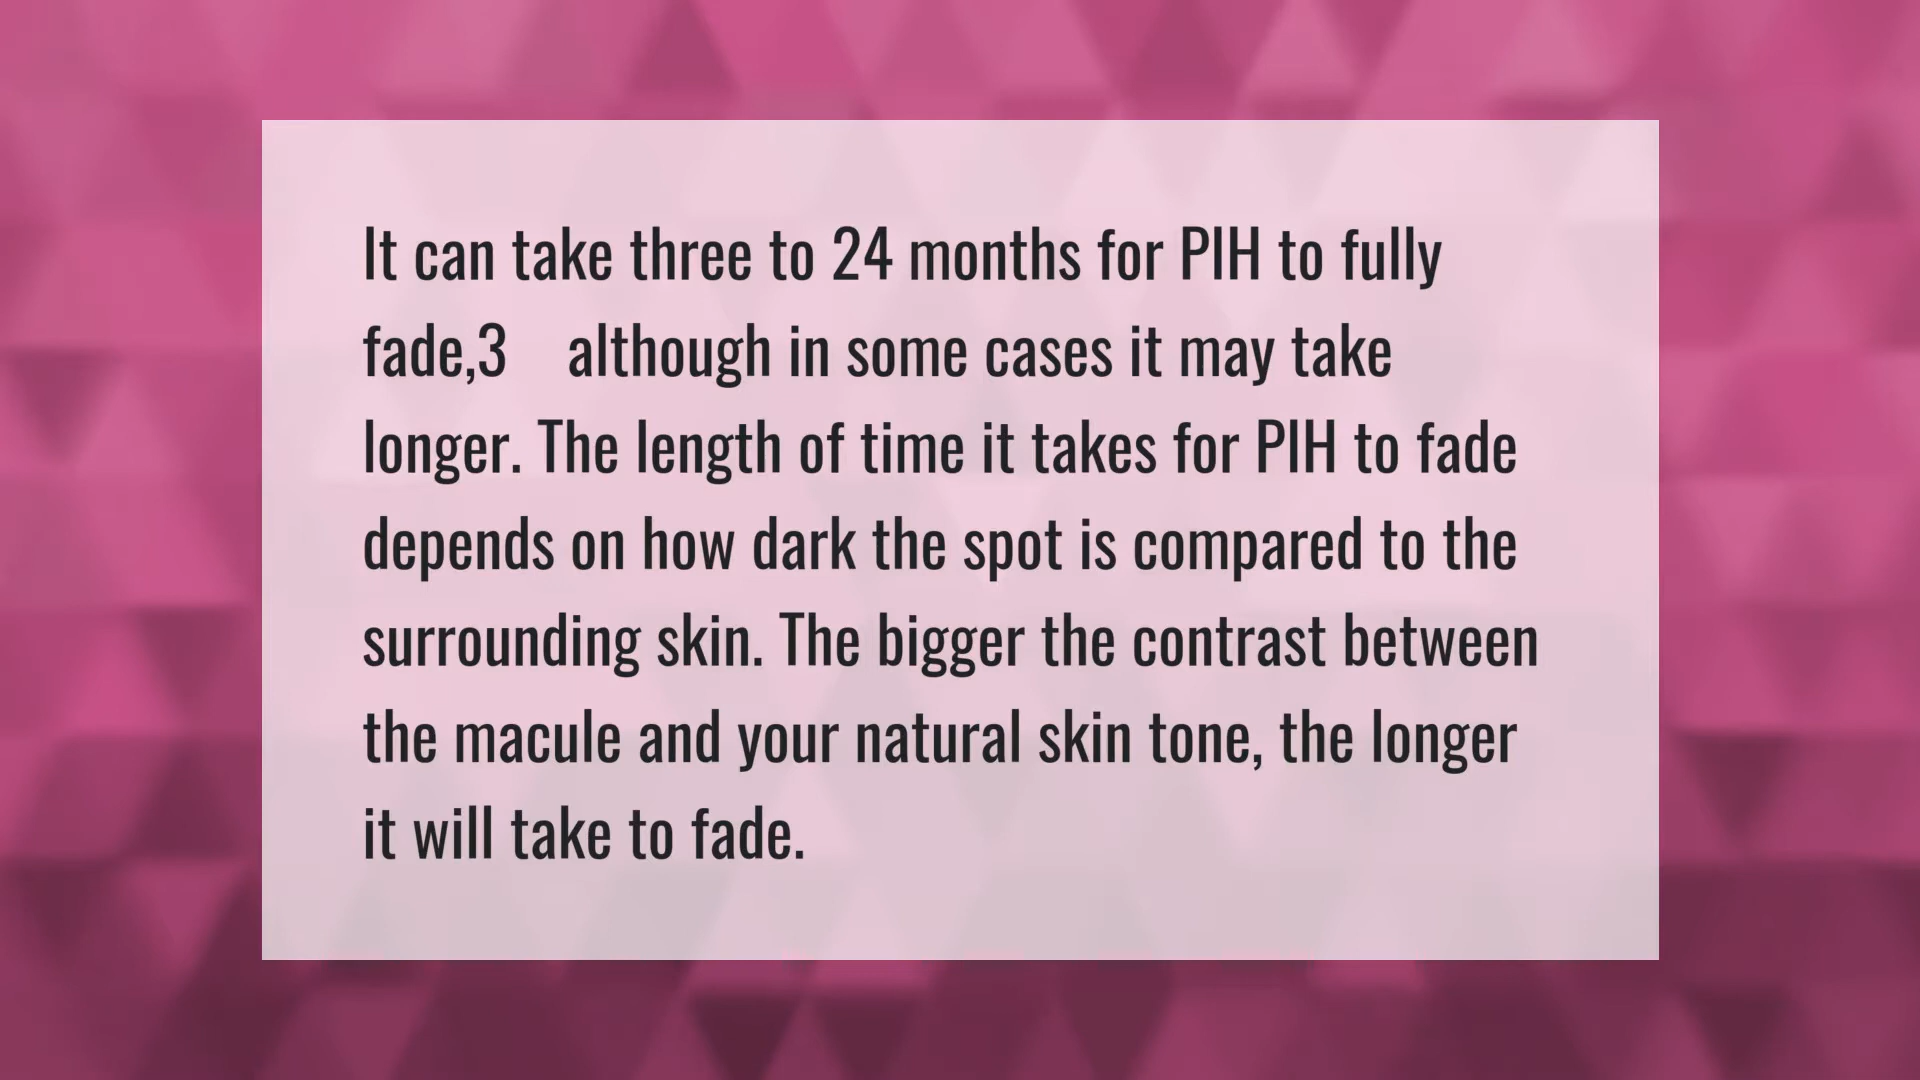 It can take three to 24 months for PIH to fully
fade,3 although in some cases it may take
longer. The length of time it takes for PIH to fade
depends on how dark the spot is compared to the
surrounding skin. The bigger the contrast between
the macule and your natural skin tone, the longer
it will take to fade.